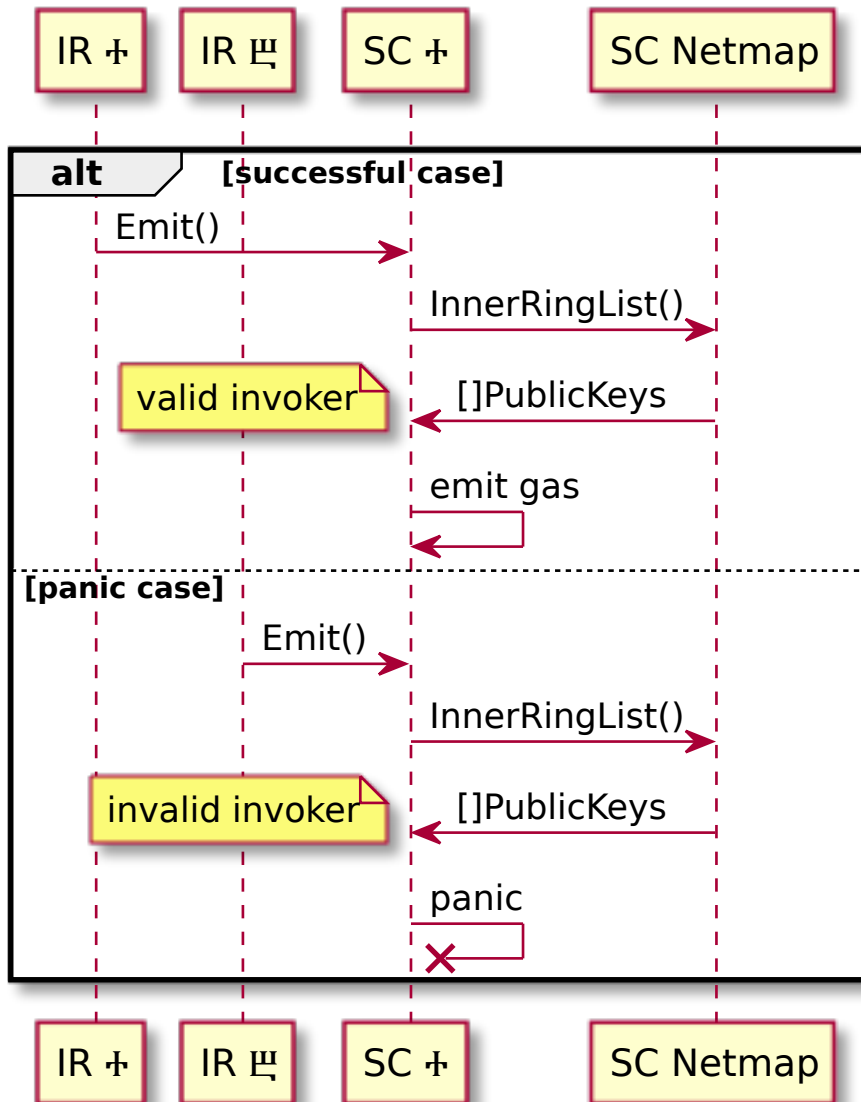 IR Ⰰ
IR Ⰱ
SC Ⰰ
SC Netmap
alt
[successful case]
Emit()
InnerRingList()
valid invoker
[]PublicKeys
emit gas
[panic case]
Emit()
InnerRingList()
invalid invoker
[]PublicKeys
panic
IR Ⰰ
IR Ⰱ
SC Ⰰ
SC Netmap